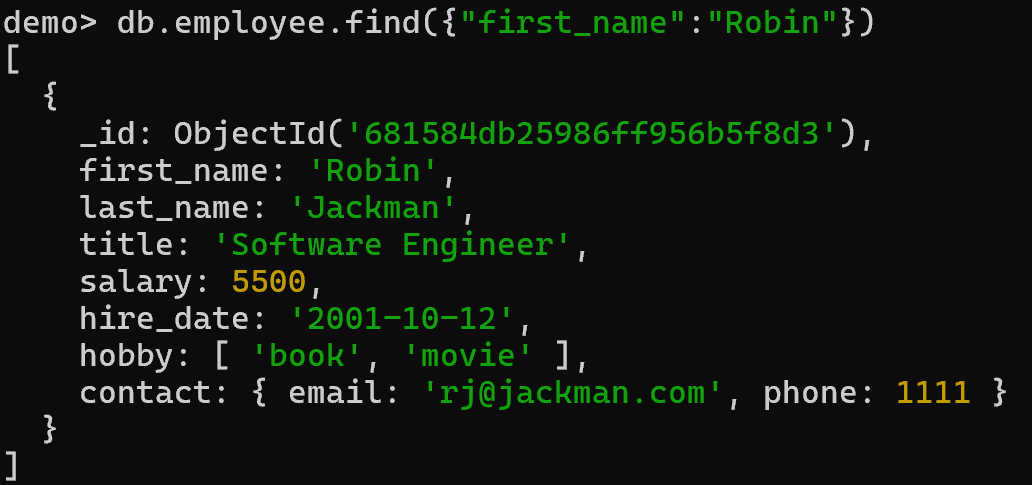 demo> db.employee.find({"first_name":"Robin"})
[
  {
    _id: ObjectId('681584db25986ff956b5f8d3'),
    first_name: 'Robin',
    last_name: 'Jackman',
    title: 'Software Engineer',
    salary: 5500,
    hire_date: '2001-10-12',
    hobby: [ 'book', 'movie' ],
    contact: { email: 'rj@jackman.com', phone: 1111 }
  }
]